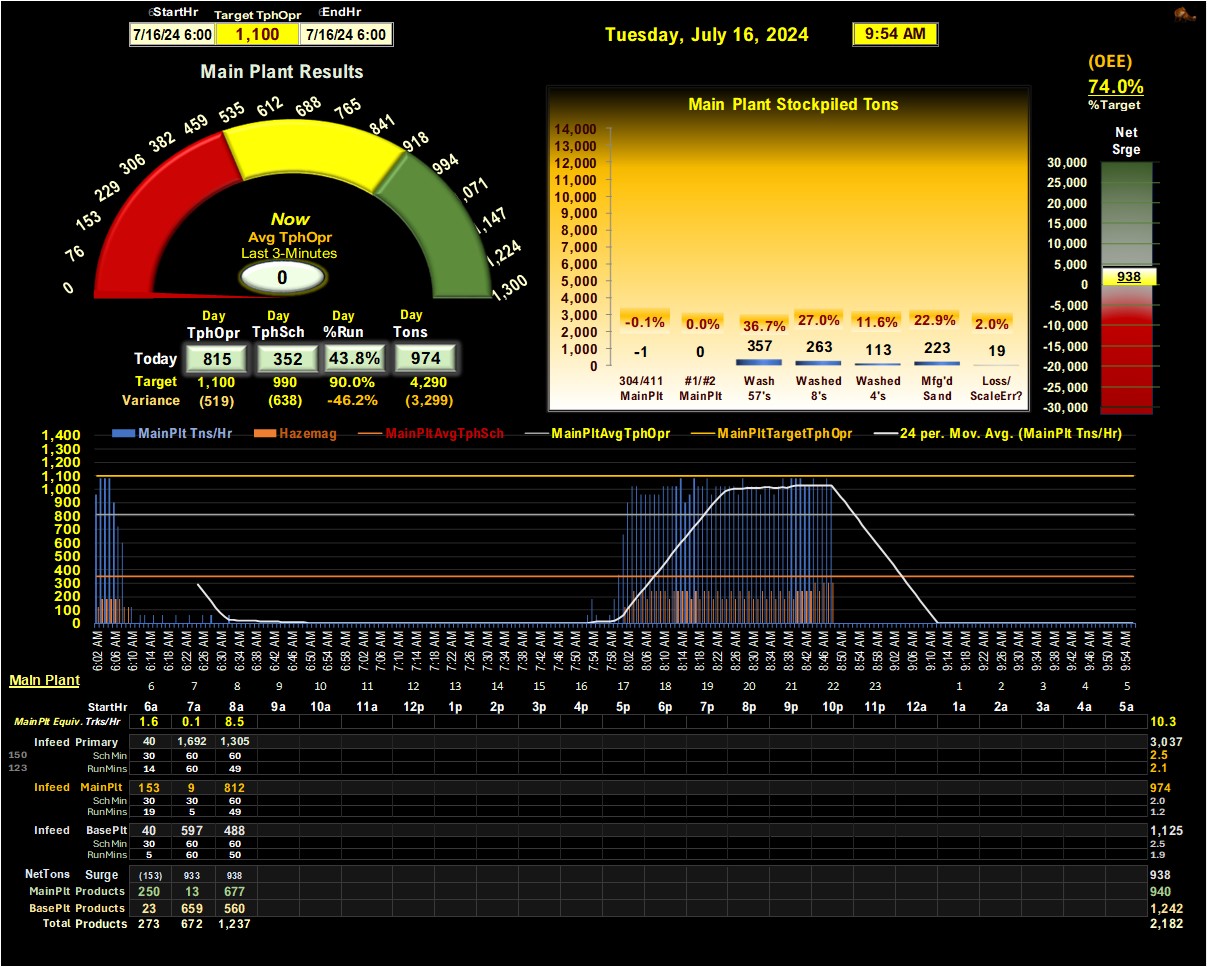 StartHr Target TphOpr EndHr
7/16/24 6:00 1,100 7/16/24 6:00
Tuesday, July 16, 2024 9:54 AM
(OEE)
74.0%
%Target
Main Plant Results
0 76 153 229 306 382 459 535 612 688 765 841 918 994 ,071 ,147 1,224 1,300
Now
Avg TphOpr
Last 3-Minutes
0
Day Day Day Day
TphOpr TphSch %Run Tons
Today 815 352 43.8% 974
Target 1,100 990 90.0% 4,290
Variance (519) (638) -46.2% (3,299)
Main Plant Stockpiled Tons
14,000
13,000
12,000
11,000
10,000
9,000
8,000
7,000
6,000
5,000
4,000
3,000
2,000
1,000
0
-0.1% 0.0% 36.7% 27.0% 11.6% 22.9% 2.0%
-1 0 357 263 113 223 19
304/411 #1/#2 Wash Washed Washed Mfg'd Loss/
MainPlt MainPlt 57's 8's 4's Sand ScaleErr?
Net
Srge
30,000
25,000
20,000
15,000
10,000
5,000
0
-5,000
-10,000
-15,000
-20,000
-25,000
-30,000
938
MainPlt Tns/Hr Hazemag MainPltAvgTphSch MainPltAvgTphOpr MainPltTargetTphOpr 24 per. Mov. Avg. (MainPlt Tns/Hr)
1,400
1,300
1,200
1,100
1,000
900
800
700
600
500
400
300
200
100
0
6:02 AM 6:06 AM 6:10 AM 6:14 AM 6:18 AM 6:22 AM 6:26 AM 6:30 AM 6:34 AM 6:38 AM 6:42 AM 6:46 AM 6:50 AM 6:54 AM 6:58 AM 7:02 AM 7:06 AM 7:10 AM 7:14 AM 7:18 AM 7:22 AM 7:26 AM 7:30 AM 7:34 AM 7:38 AM 7:42 AM 7:46 AM 7:50 AM 7:54 AM 7:58 AM 8:02 AM 8:06 AM 8:10 AM 8:14 AM 8:18 AM 8:22 AM 8:25 AM 8:30 AM 8:34 AM 8:38 AM 8:42 AM 8:46 AM 8:50 AM 8:54 AM 8:58 AM 9:02 AM 9:06 AM 9:10 AM 9:14 AM 9:18 AM 9:22 AM 9:26 AM 9:30 AM 9:34 AM 9:38 AM 9:42 AM 9:46 AM 9:50 AM 9:54 AM
Main Plant
6 7 8 9 10 11 12 13 14 15 16 17 18 19 20 21 22 23 1 2 3 4 5
StartHr 6a 7a 8a 9a 10a 11a 12p 1p 2p 3p 4p 5p 6p 7p 8p 9p 10p 11p 12a 1a 2a 3a 4a 5a
MainPlt Equiv. Trks/Hr 1.6 0.1 8.5 10.3
Infeed Primary 40 1,692 1,305 3,037
150 Sch Min 30 60 60 2.5
123 RunMins 14 60 49 2.1
Infeed MainPlt 153 9 812 974
Sch Min 30 30 60 2.0
RunMins 19 5 49 1.2
Infeed BasePlt 40 597 488 1,125
Sch Min 30 60 60 2.5
RunMins 5 60 50 1.9
NetTons Surge (153) 933 938 938
MainPlt Products 250 13 677 940
BasePlt Products 23 659 560 1,242
Total Products 273 672 1,237 2,182